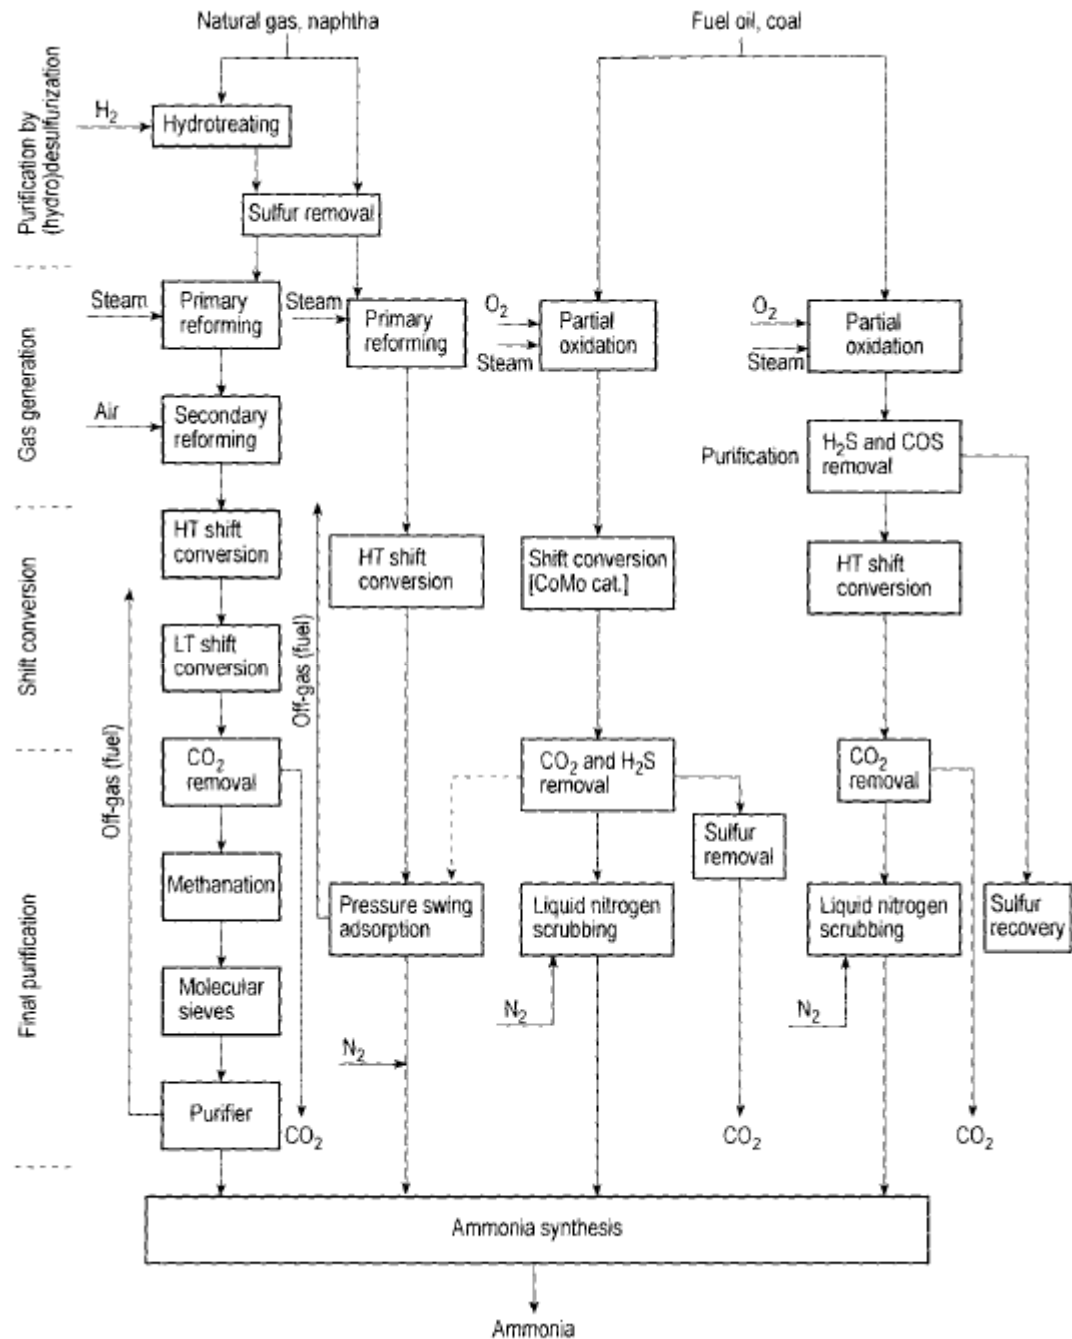 Natural gas, naphtha
Fuel oil, coal
Purification by
(hydro)desulfurization
H₂
Hydrotreating
Sulfur removal
Gas generation
Steam
Primary
reforming
Steam
Primary
reforming
O₂
Steam
Partial
oxidation
O₂
Steam
Partial
oxidation
Air
Secondary
reforming
Purification
H₂S and COS
removal
Shift conversion
HT shift
conversion
HT shift
conversion
Shift conversion
[CoMo cat.]
HT shift
conversion
LT shift
conversion
Off-gas (fuel)
Off-gas (fuel)
Final purification
CO₂
removal
CO₂ and H₂S
removal
CO₂
removal
Sulfur
removal
Methanation
Pressure swing
adsorption
Liquid nitrogen
scrubbing
Liquid nitrogen
scrubbing
Sulfur
recovery
Molecular
sieves
N₂
N₂
N₂
Purifier
CO₂
CO₂
CO₂
Ammonia synthesis
Ammonia